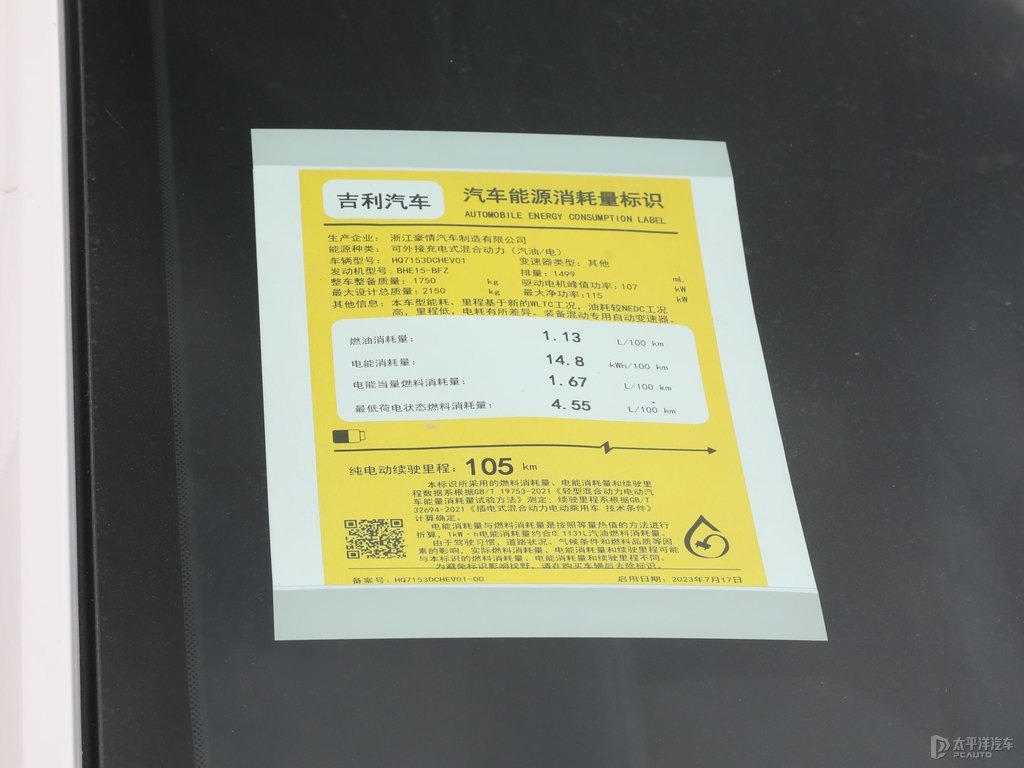 吉利汽车
汽车能源消耗量标识
AUTOMOBILE ENERGY CONSUMPTION LABEL
生产企业： 浙江豪情汽车制造有限公司
能源种类： 可外接充电式混合动力（汽油/电）
车辆型号： HQ7153DCHEV01 变速器类型：其他
发动机型号：BHE15-BFZ 排量：1499 mL
整车整备质量：1750 kg 驱动电机峰值功率：107 kW
最大设计总质量：2150 kg 最大净功率：115 kW
其他信息：本车型能耗、里程基于新的WLTC工况，油耗较NEDC工况
高，里程低，电耗有所差异。装备混动专用自动变速器。
燃油消耗量： 1.13 L/100 km
电能消耗量： 14.8 kWh/100 km
电能当量燃料消耗量： 1.67 L/100 km
最低荷电状态燃料消耗量： 4.55 L/100 km
纯电动续驶里程：105 km
本标识所采用的燃料消耗量、电能消耗量和续驶里
程数据系根据GB/T 19753-2021《轻型混合动力电动汽
车能量消耗量试验方法》测定；续驶里程系根据GB/T
32694-2021《插电式混合动力电动乘用车 技术条件》
计算确定。
电能消耗量与燃料消耗量是按照等量热值的方法进行
折算，1kW·h电能消耗量约合0.1131L汽油燃料消耗量。
由于驾驶习惯、道路状况、气候条件和燃料品质等因
素的影响，实际燃料消耗量、电能消耗量和续驶里程可能
与本标识的燃料消耗量、电能消耗量和续驶里程不同。
为避免标识影响视野，请在购买车辆后去除标识。
备案号：HQ7153DCHEV01-00 启用日期：2023年7月17日
太平洋汽车
PCAUTO